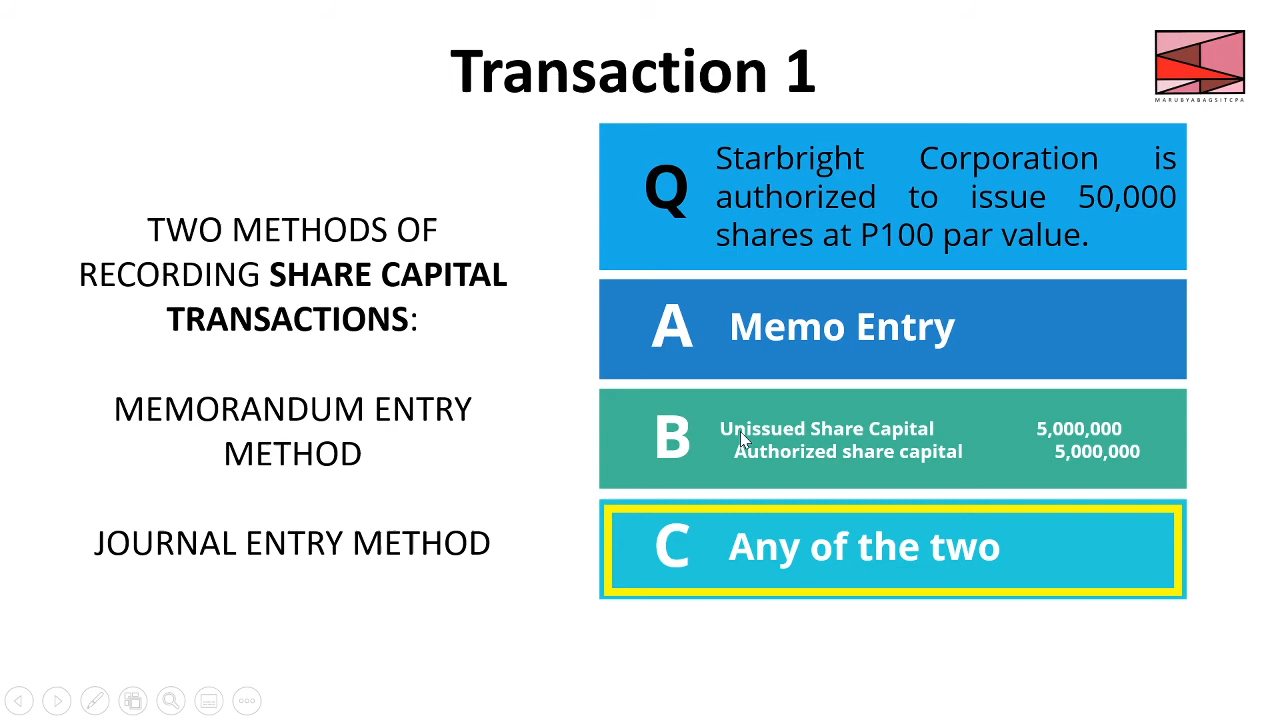 Transaction 1
MARUBYABAGSITCPA
TWO METHODS OF
RECORDING SHARE CAPITAL
TRANSACTIONS:
MEMORANDUM ENTRY
METHOD
JOURNAL ENTRY METHOD
Q
Starbright Corporation is
authorized to issue 50,000
shares at P100 par value.
A Memo Entry
B
Unissued Share Capital 5,000,000
Authorized share capital 5,000,000
C Any of the two